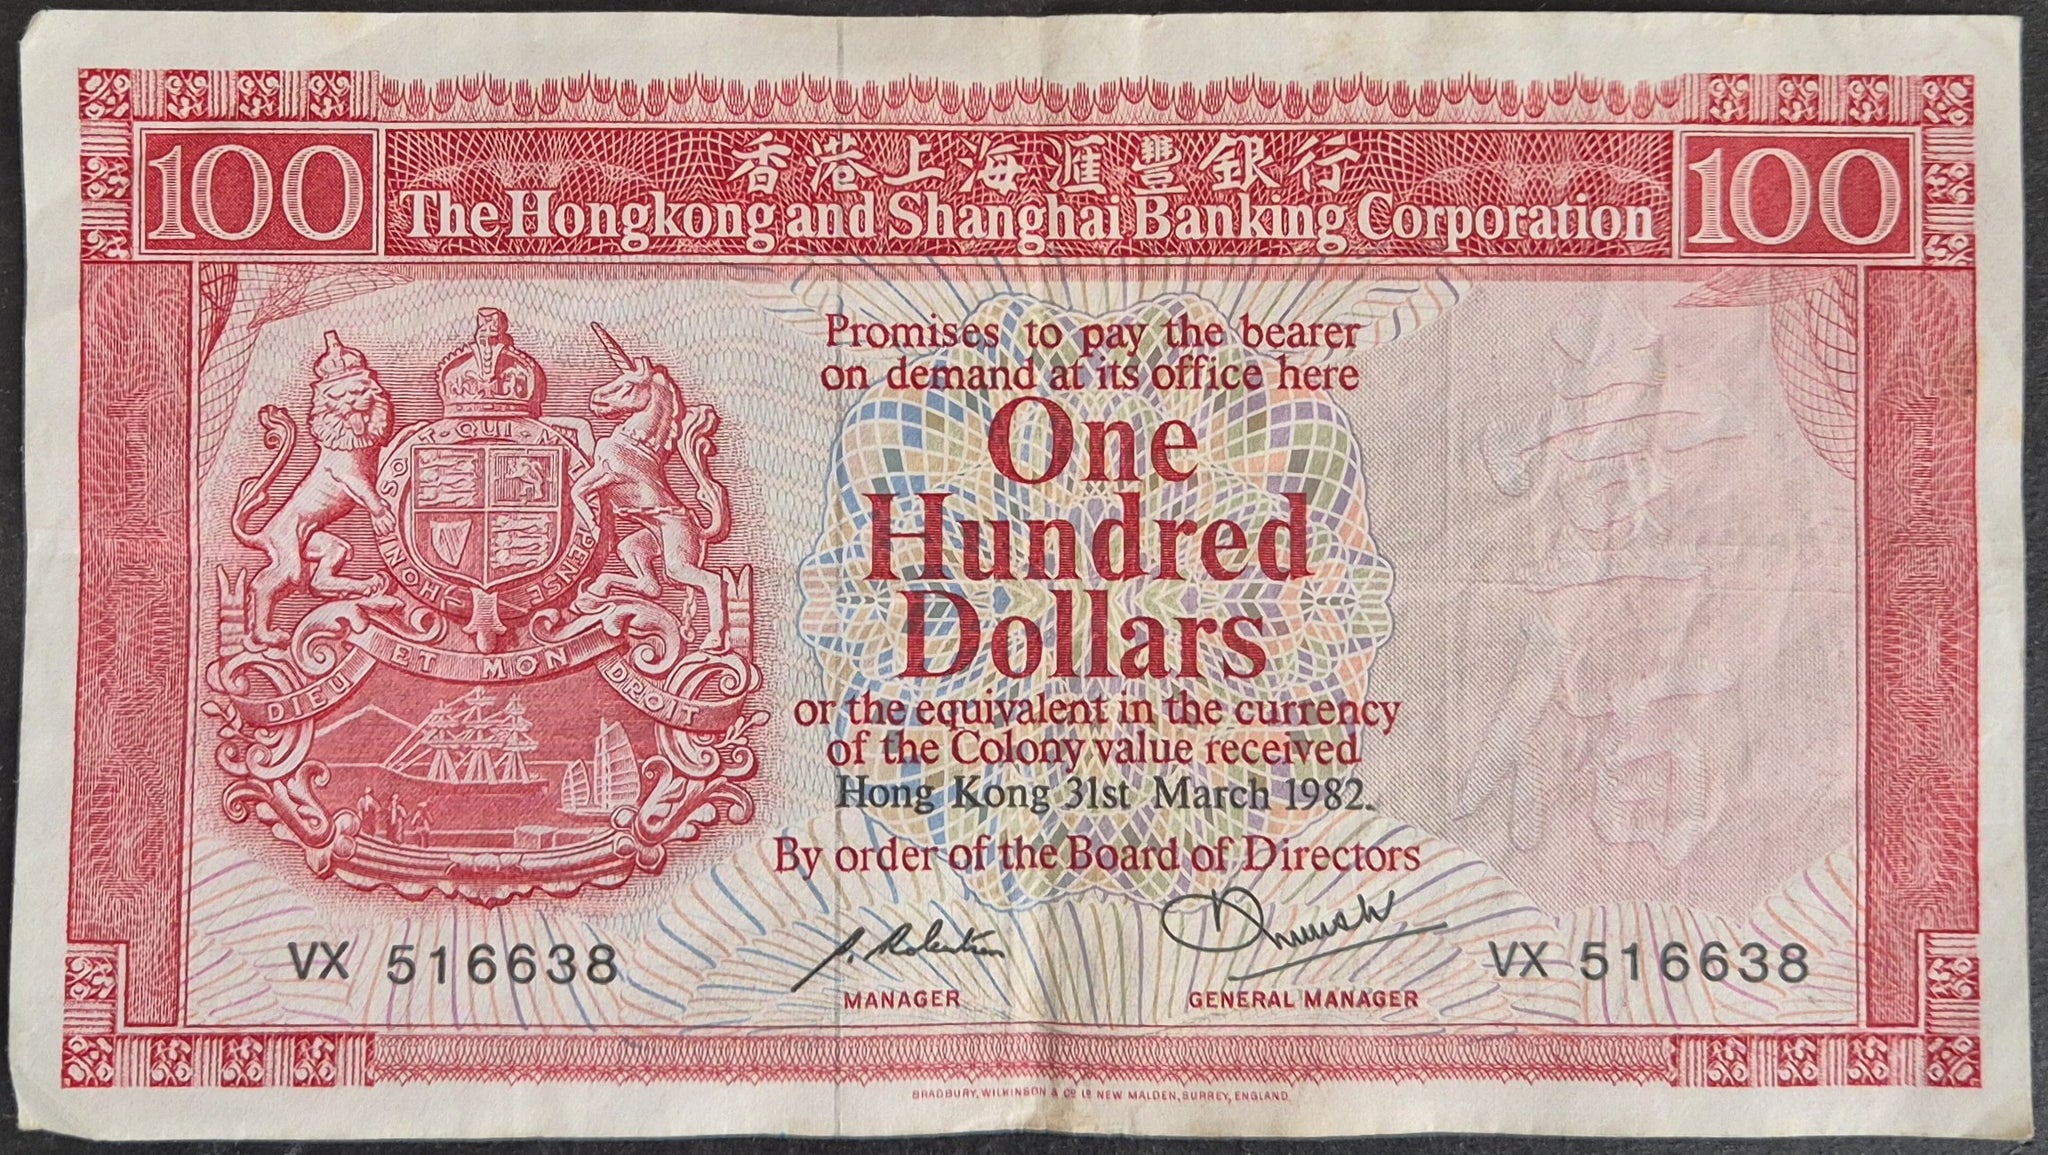 香港上海滙豐銀行
100 The Hongkong and Shanghai Banking Corporation 100
Promises to pay the bearer
on demand at its office here
One
Hundred
Dollars
or the equivalent in the currency
of the Colony value received
Hong Kong 31st March 1982.
By order of the Board of Directors
HONI SOIT QUI MAL Y PENSE
DIEU ET MON DROIT
壹
佰
VX 516638
VX 516638
MANAGER
GENERAL MANAGER
BRADBURY, WILKINSON & Co Ld NEW MALDEN, SURREY, ENGLAND.